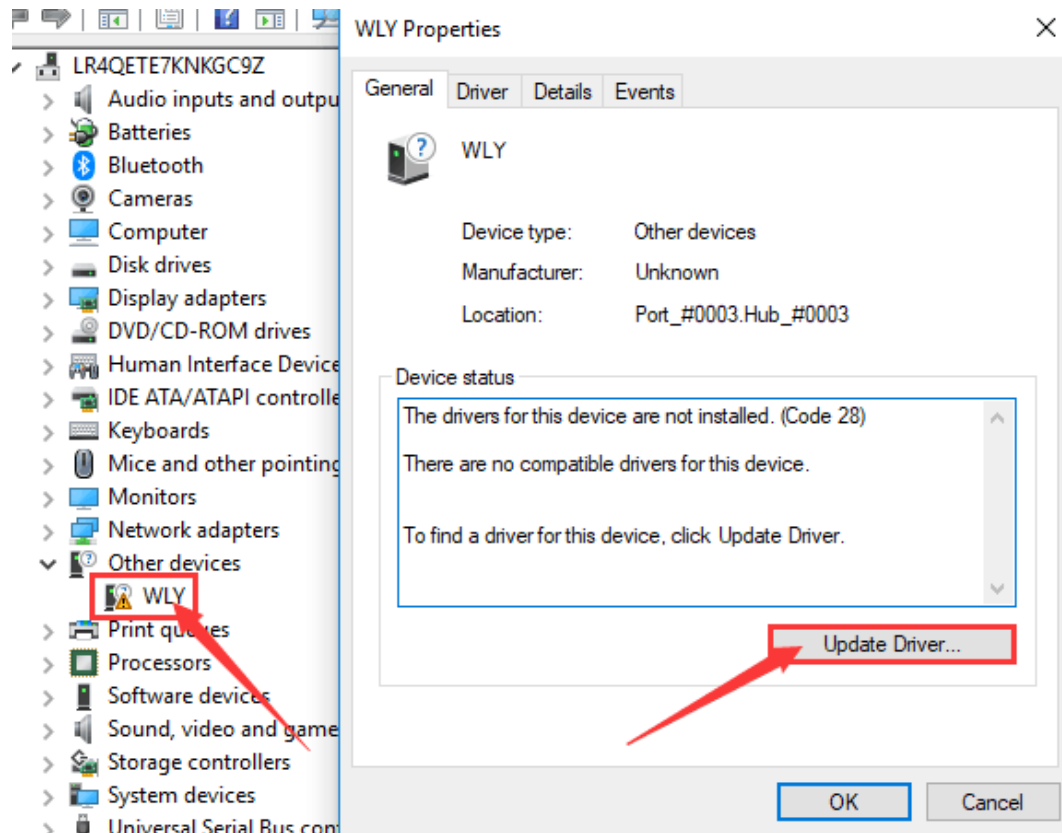 LR4QETE7KNKGC9Z
Audio inputs and outpu
Batteries
Bluetooth
Cameras
Computer
Disk drives
Display adapters
DVD/CD-ROM drives
Human Interface Device
IDE ATA/ATAPI controlle
Keyboards
Mice and other pointing
Monitors
Network adapters
Other devices
WLY
Print queues
Processors
Software devices
Sound, video and game
Storage controllers
System devices
Universal Serial Bus con
WLY Properties
General Driver Details Events
WLY
Device type: Other devices
Manufacturer: Unknown
Location: Port_#0003.Hub_#0003
Device status
The drivers for this device are not installed. (Code 28)
There are no compatible drivers for this device.
To find a driver for this device, click Update Driver.
Update Driver...
OK Cancel